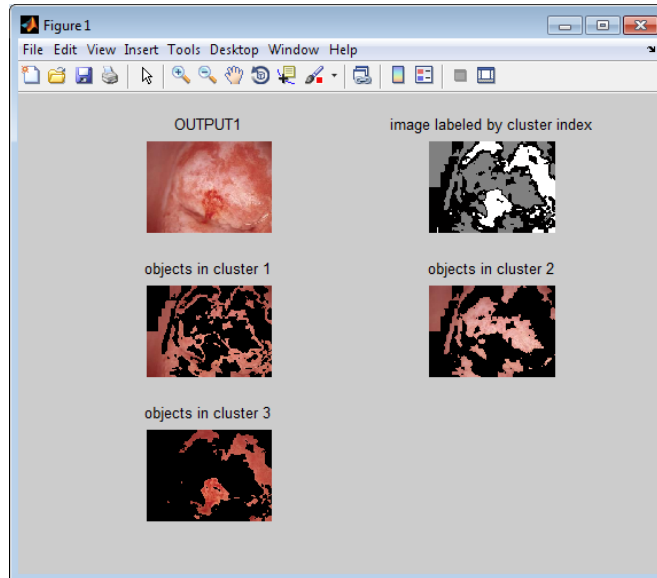 Figure 1
File Edit View Insert Tools Desktop Window Help
OUTPUT1
image labeled by cluster index
objects in cluster 1
objects in cluster 2
objects in cluster 3